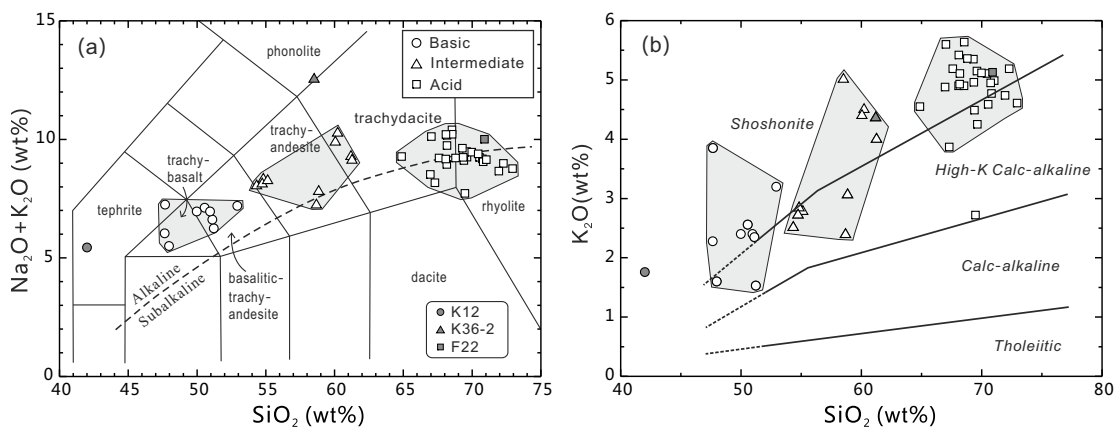 (a)
phonolite
Basic
Intermediate
Acid
trachydacite
trachy-
andesite
trachy-
basalt
tephrite
rhyolite
Alkaline
Subalkaline
basalitic-
trachy-
andesite
dacite
K12
K36-2
F22
Na2O+K2O (wt%)
15
10
5
0
40
45
50
55
60
65
70
75
SiO2 (wt%)
(b)
Shoshonite
High-K Calc-alkaline
Calc-alkaline
Tholeiitic
K2O(wt%)
6
5
4
3
2
1
0
40
50
60
70
80
SiO2 (wt%)